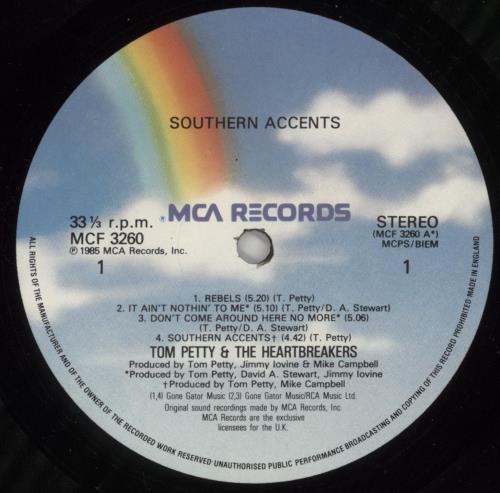 SOUTHERN ACCENTS
MCA RECORDS
33⅓ r.p.m.
MCF 3260
℗ 1985 MCA Records, Inc.
1
STEREO
(MCF 3260 A*)
MCPS/BIEM
1
1. REBELS (5.20) (T. Petty)
2. IT AIN'T NOTHIN' TO ME* (5.10) (T. Petty/D. A. Stewart)
3. DON'T COME AROUND HERE NO MORE* (5.06)
(T. Petty/D. A. Stewart)
4. SOUTHERN ACCENTS† (4.42) (T. Petty)
TOM PETTY & THE HEARTBREAKERS
Produced by Tom Petty, Jimmy Iovine & Mike Campbell
*Produced by Tom Petty, David A. Stewart, Jimmy Iovine
†Produced by Tom Petty, Mike Campbell
(1,4) Gone Gator Music (2,3) Gone Gator Music/RCA Music Ltd.
Original sound recordings made by MCA Records, Inc.
MCA Records are the exclusive
licensees for the U.K.
ALL RIGHTS OF THE MANUFACTURER AND OF THE OWNER OF THE RECORDED WORK RESERVED·UNAUTHORISED PUBLIC PERFORMANCE BROADCASTING AND COPYING OF THIS RECORD PROHIBITED·MADE IN ENGLAND